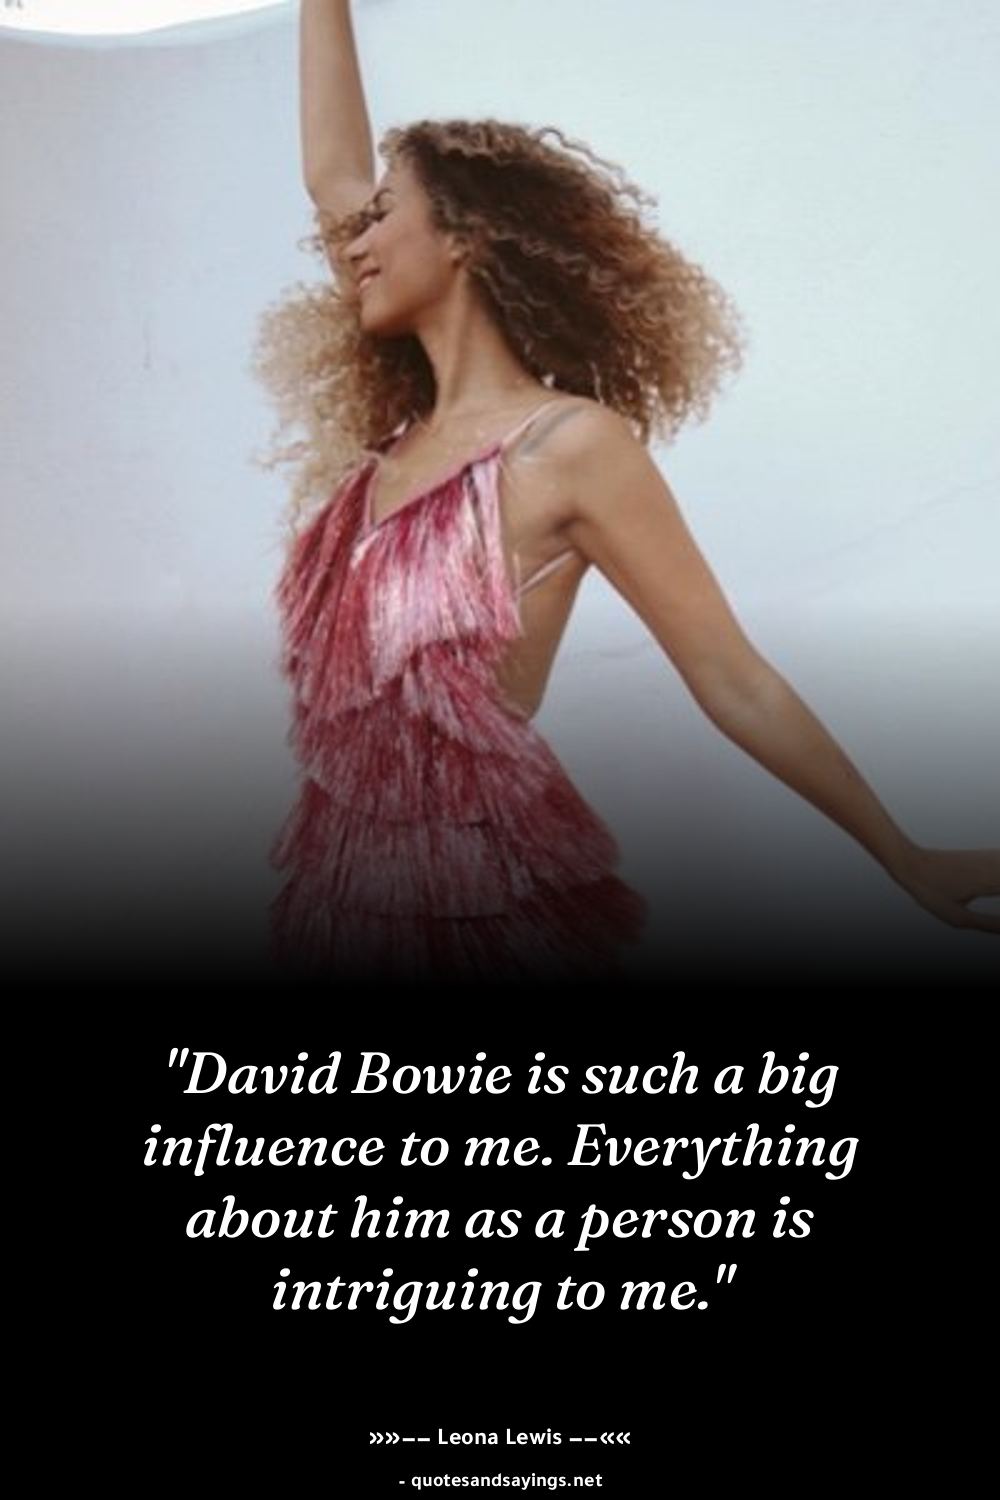 "David Bowie is such a big
influence to me. Everything
about him as a person is
intriguing to me."
»»–– Leona Lewis ––««
- quotesandsayings.net